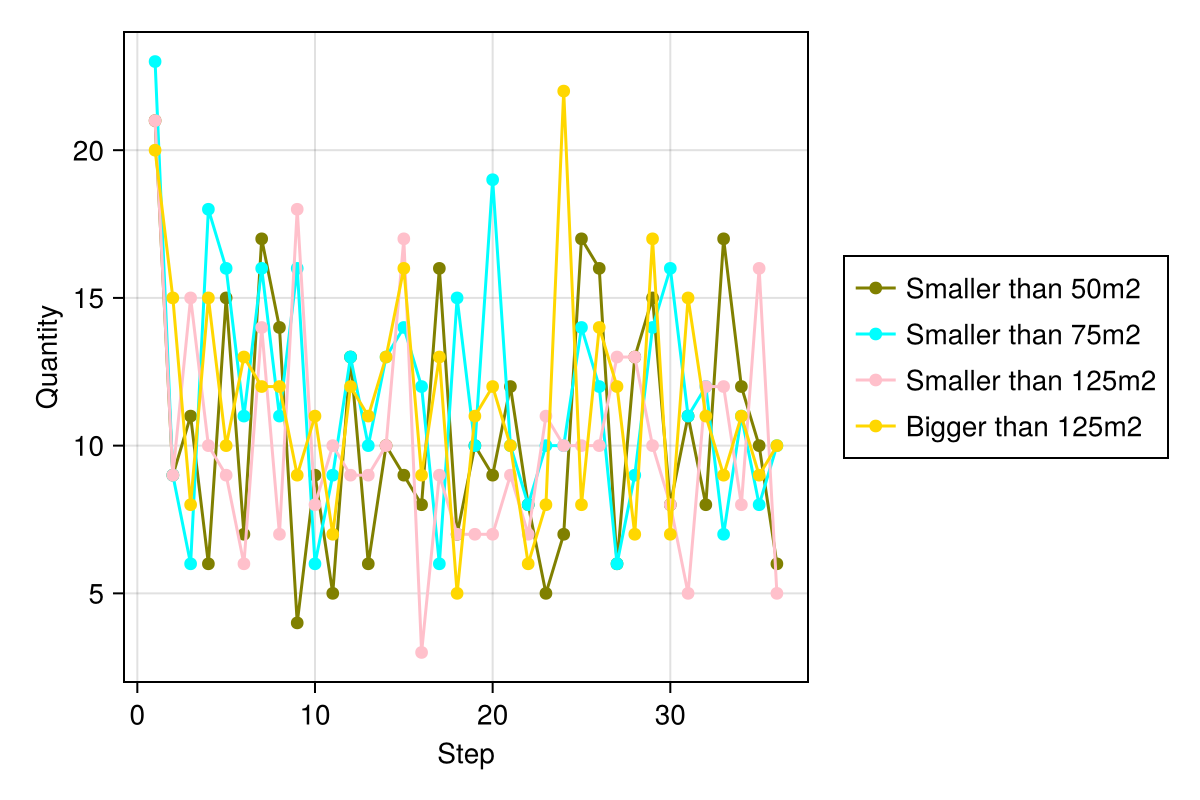 20
15
10
5
Quantity
0 10 20 30
Step
Smaller than 50m2
Smaller than 75m2
Smaller than 125m2
Bigger than 125m2